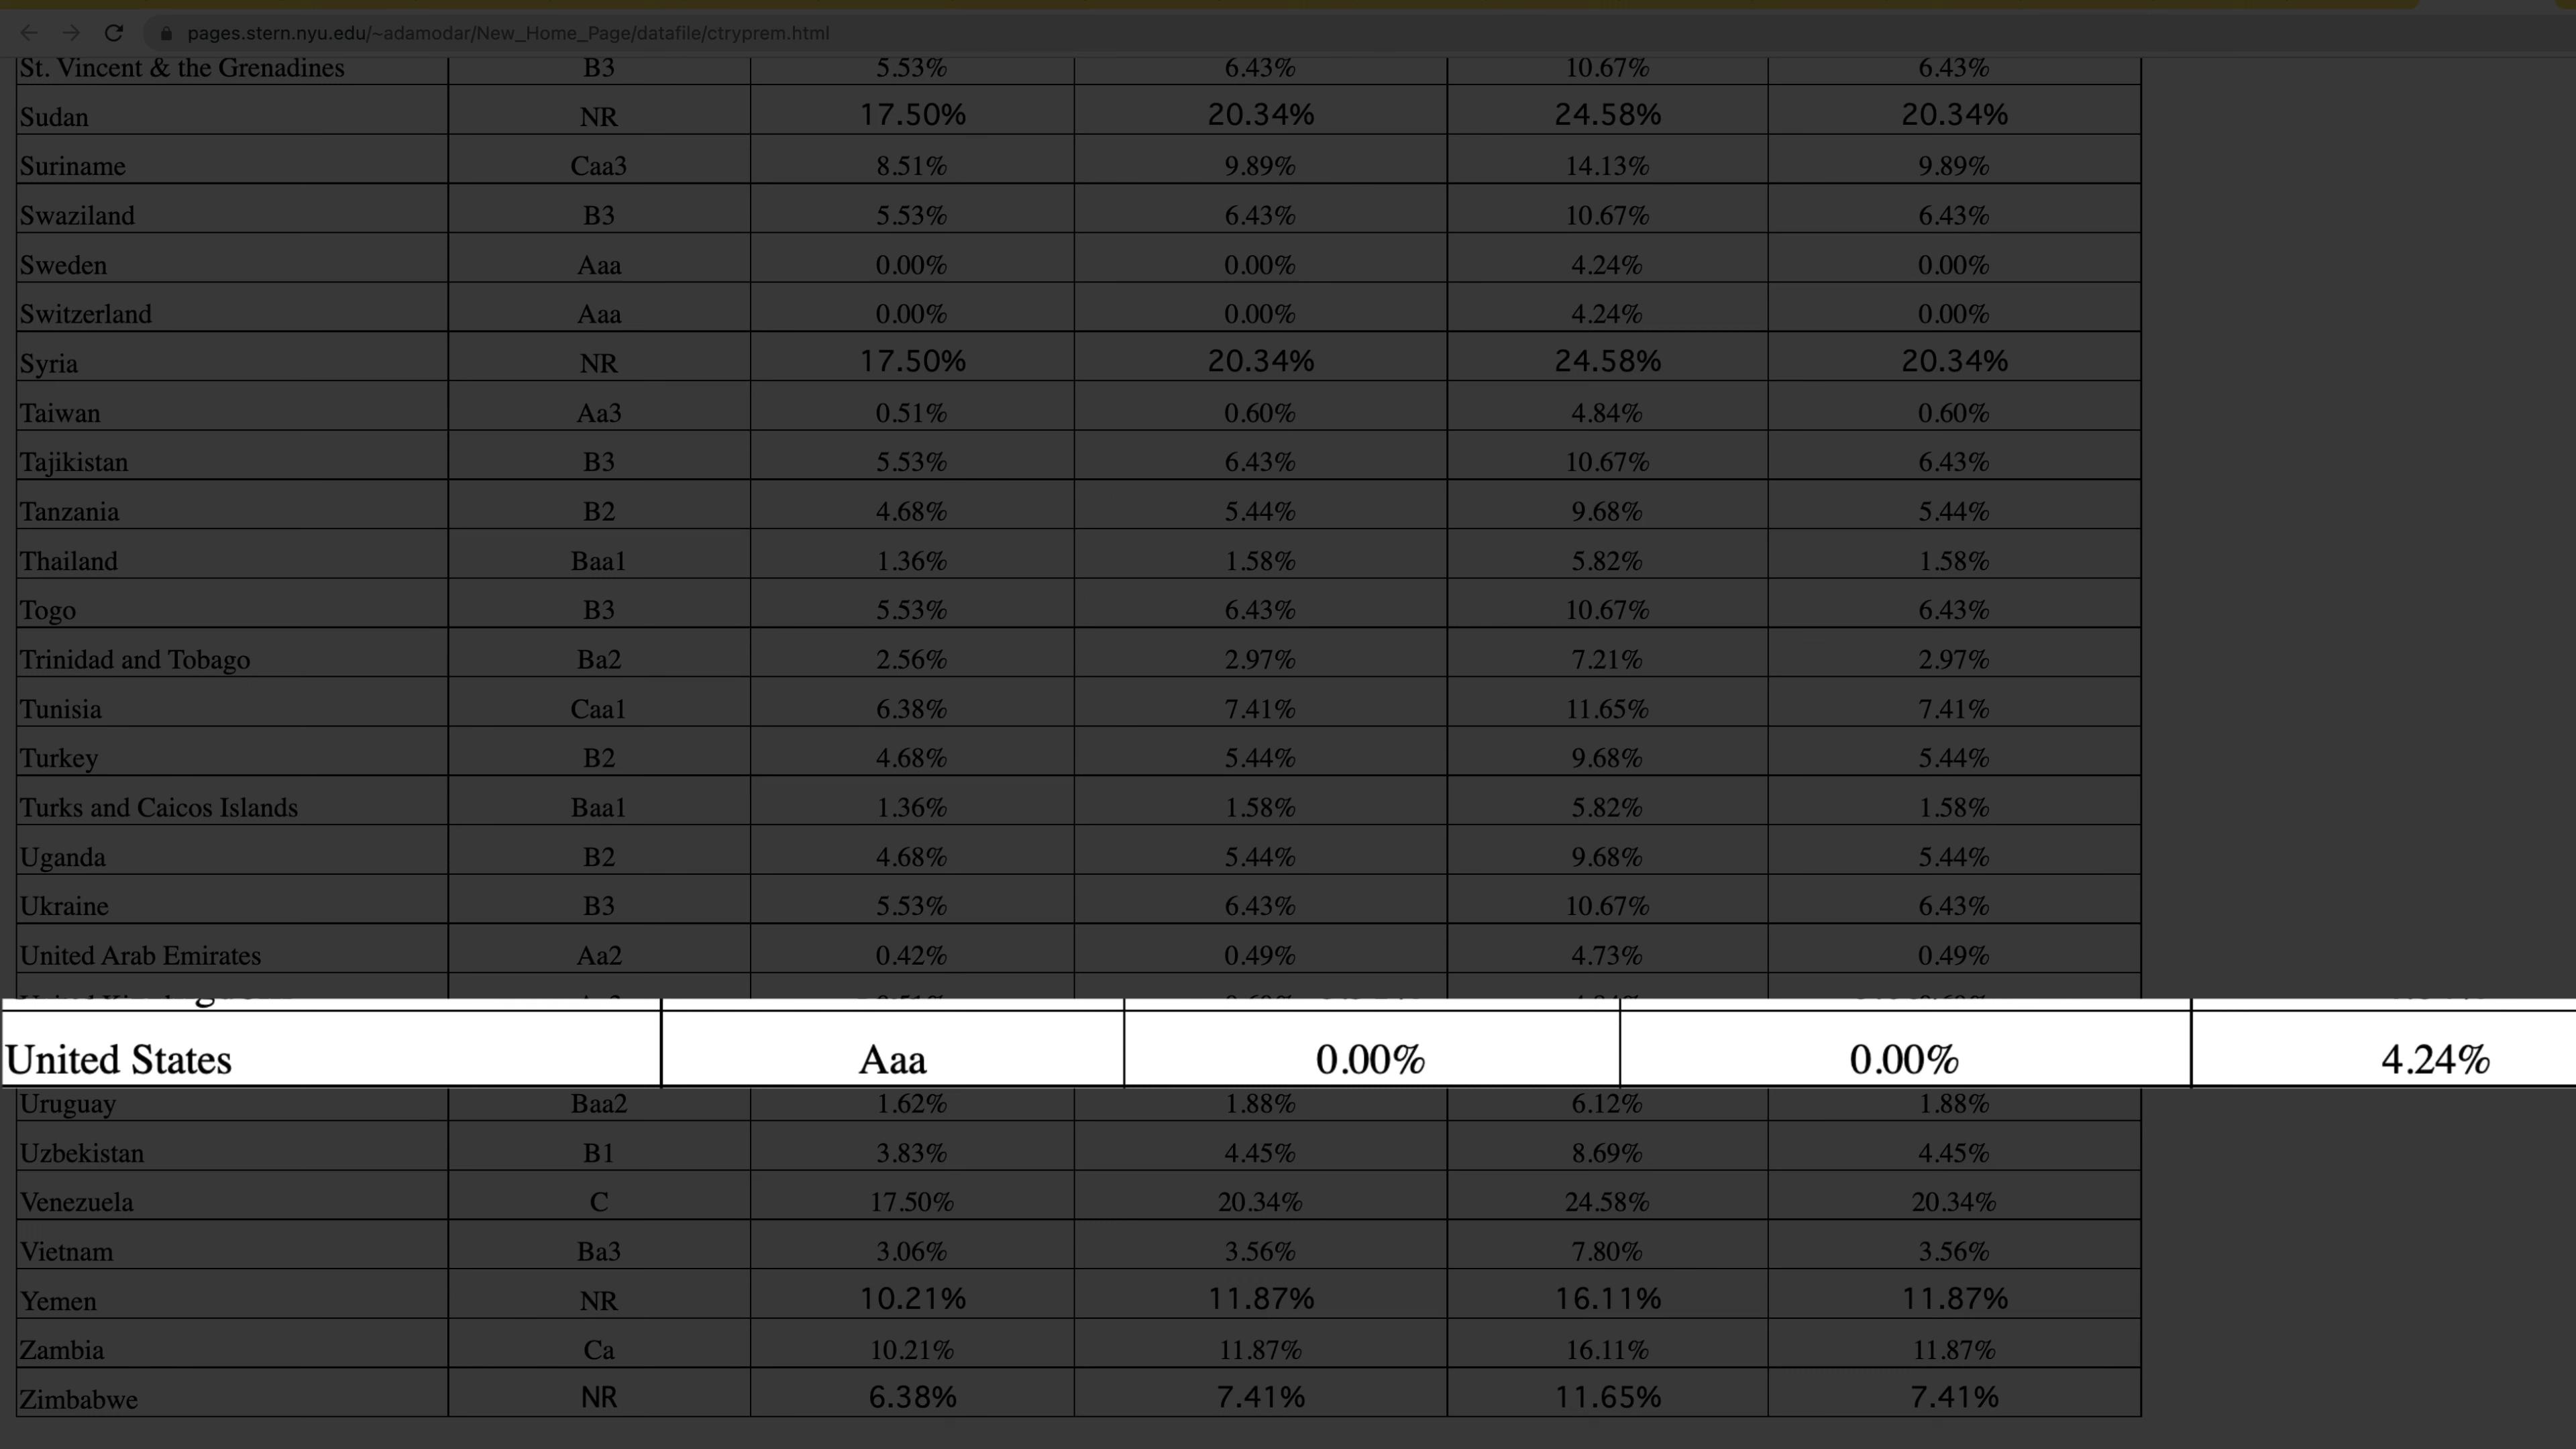 pages.stern.nyu.edu/~adamodar/New_Home_Page/datafile/ctryprem.html
St. Vincent & the Grenadines B3 5.53% 6.43% 10.67% 6.43%
Sudan NR 17.50% 20.34% 24.58% 20.34%
Suriname Caa3 8.51% 9.89% 14.13% 9.89%
Swaziland B3 5.53% 6.43% 10.67% 6.43%
Sweden Aaa 0.00% 0.00% 4.24% 0.00%
Switzerland Aaa 0.00% 0.00% 4.24% 0.00%
Syria NR 17.50% 20.34% 24.58% 20.34%
Taiwan Aa3 0.51% 0.60% 4.84% 0.60%
Tajikistan B3 5.53% 6.43% 10.67% 6.43%
Tanzania B2 4.68% 5.44% 9.68% 5.44%
Thailand Baa1 1.36% 1.58% 5.82% 1.58%
Togo B3 5.53% 6.43% 10.67% 6.43%
Trinidad and Tobago Ba2 2.56% 2.97% 7.21% 2.97%
Tunisia Caa1 6.38% 7.41% 11.65% 7.41%
Turkey B2 4.68% 5.44% 9.68% 5.44%
Turks and Caicos Islands Baa1 1.36% 1.58% 5.82% 1.58%
Uganda B2 4.68% 5.44% 9.68% 5.44%
Ukraine B3 5.53% 6.43% 10.67% 6.43%
United Arab Emirates Aa2 0.42% 0.49% 4.73% 0.49%
United States Aaa 0.00% 0.00% 4.24%
Uruguay Baa2 1.62% 1.88% 6.12% 1.88%
Uzbekistan B1 3.83% 4.45% 8.69% 4.45%
Venezuela C 17.50% 20.34% 24.58% 20.34%
Vietnam Ba3 3.06% 3.56% 7.80% 3.56%
Yemen NR 10.21% 11.87% 16.11% 11.87%
Zambia Ca 10.21% 11.87% 16.11% 11.87%
Zimbabwe NR 6.38% 7.41% 11.65% 7.41%